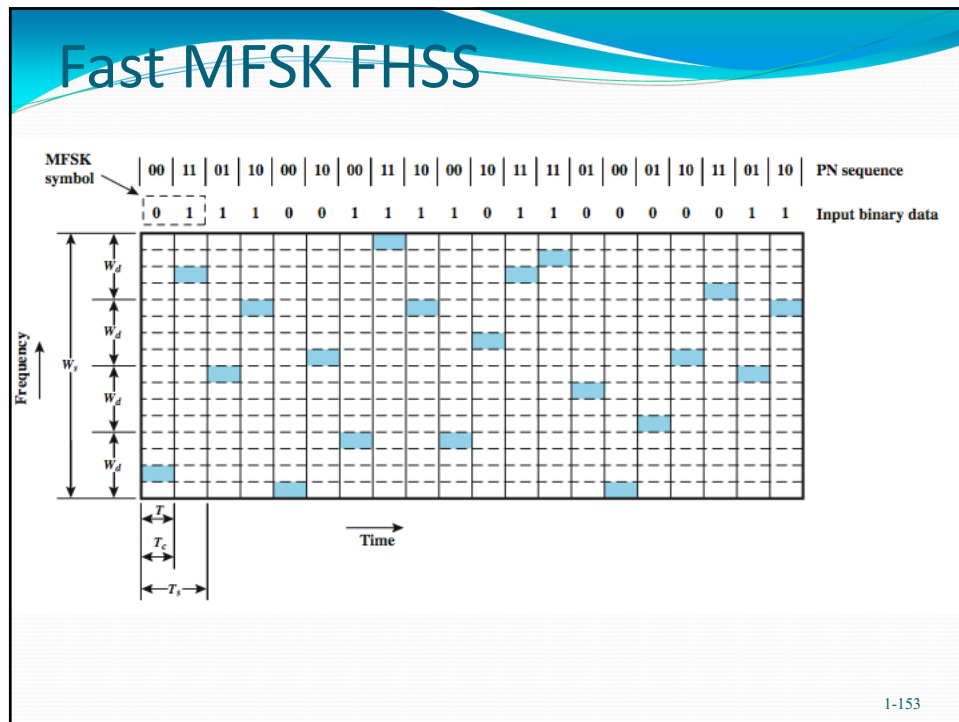 Fast MFSK FHSS
MFSK
symbol
00 11 01 10 00 10 00 11 10 00 10 11 11 01 00 01 10 11 01 10 PN sequence
0 1 1 1 0 0 1 1 1 1 0 1 1 0 0 0 0 0 1 1 Input binary data
Frequency
Ws
Wd
Wd
Wd
Wd
T
Tc
Ts
Time
1-153